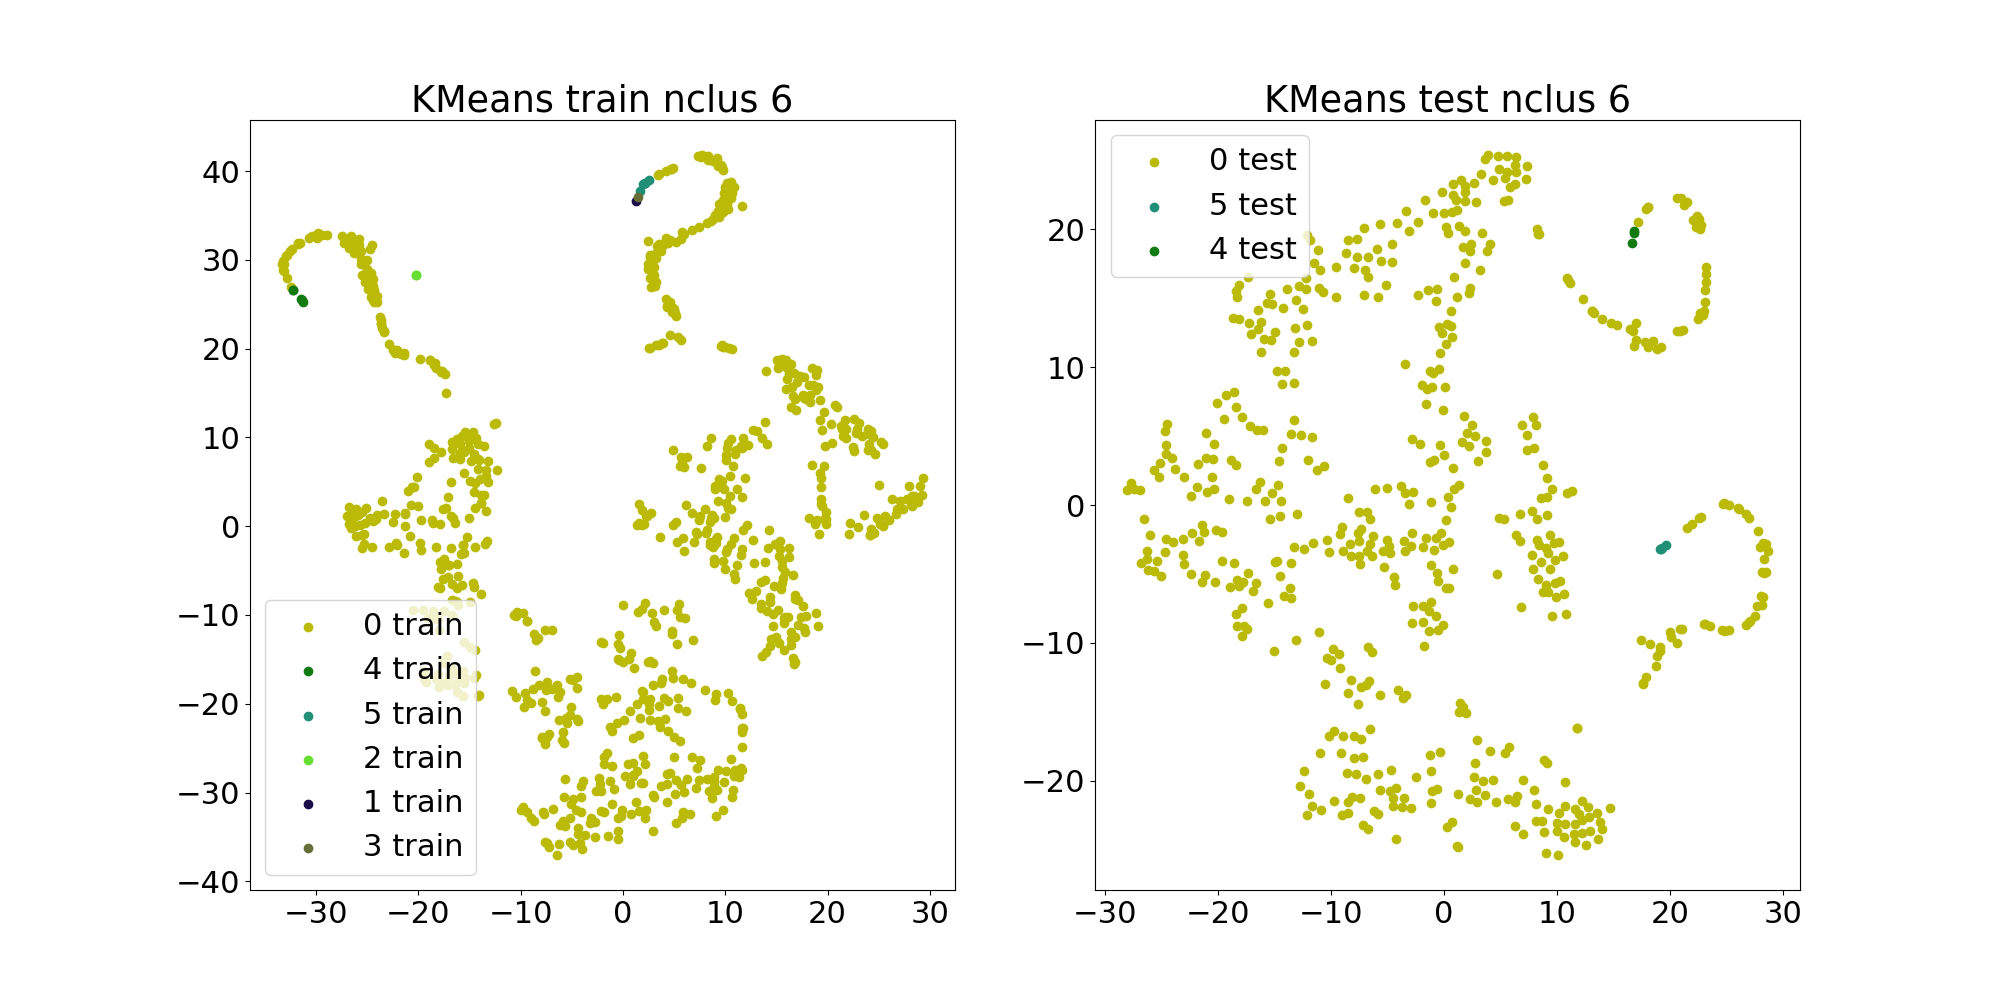 KMeans train nclus 6
40
30
20
10
0
−10
−20
−30
−40
−30 −20 −10 0 10 20 30
0 train
4 train
5 train
2 train
1 train
3 train
KMeans test nclus 6
20
10
0
−10
−20
−30 −20 −10 0 10 20 30
0 test
5 test
4 test